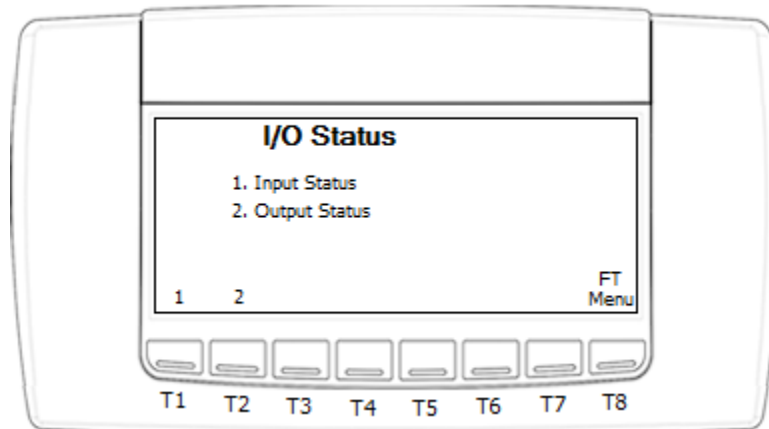 I/O Status
1. Input Status
2. Output Status
FT
1 2 Menu
T1 T2 T3 T4 T5 T6 T7 T8